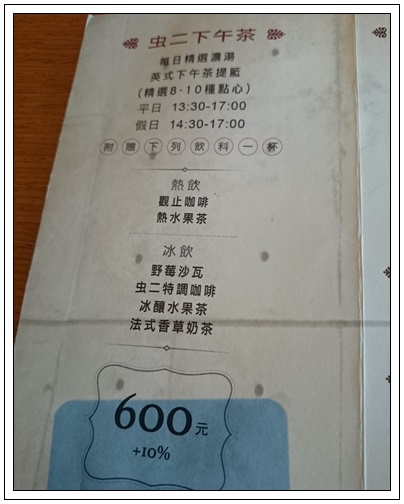 虫二下午茶
每日精選濃湯
英式下午茶提籃
(精選8-10種點心)
平日 13:30-17:00
假日 14:30-17:00
附贈下列飲料一杯
熱飲
觀止咖啡
熱水果茶
冰飲
野莓沙瓦
虫二特調咖啡
冰釀水果茶
法式香草奶茶
600元
+10%